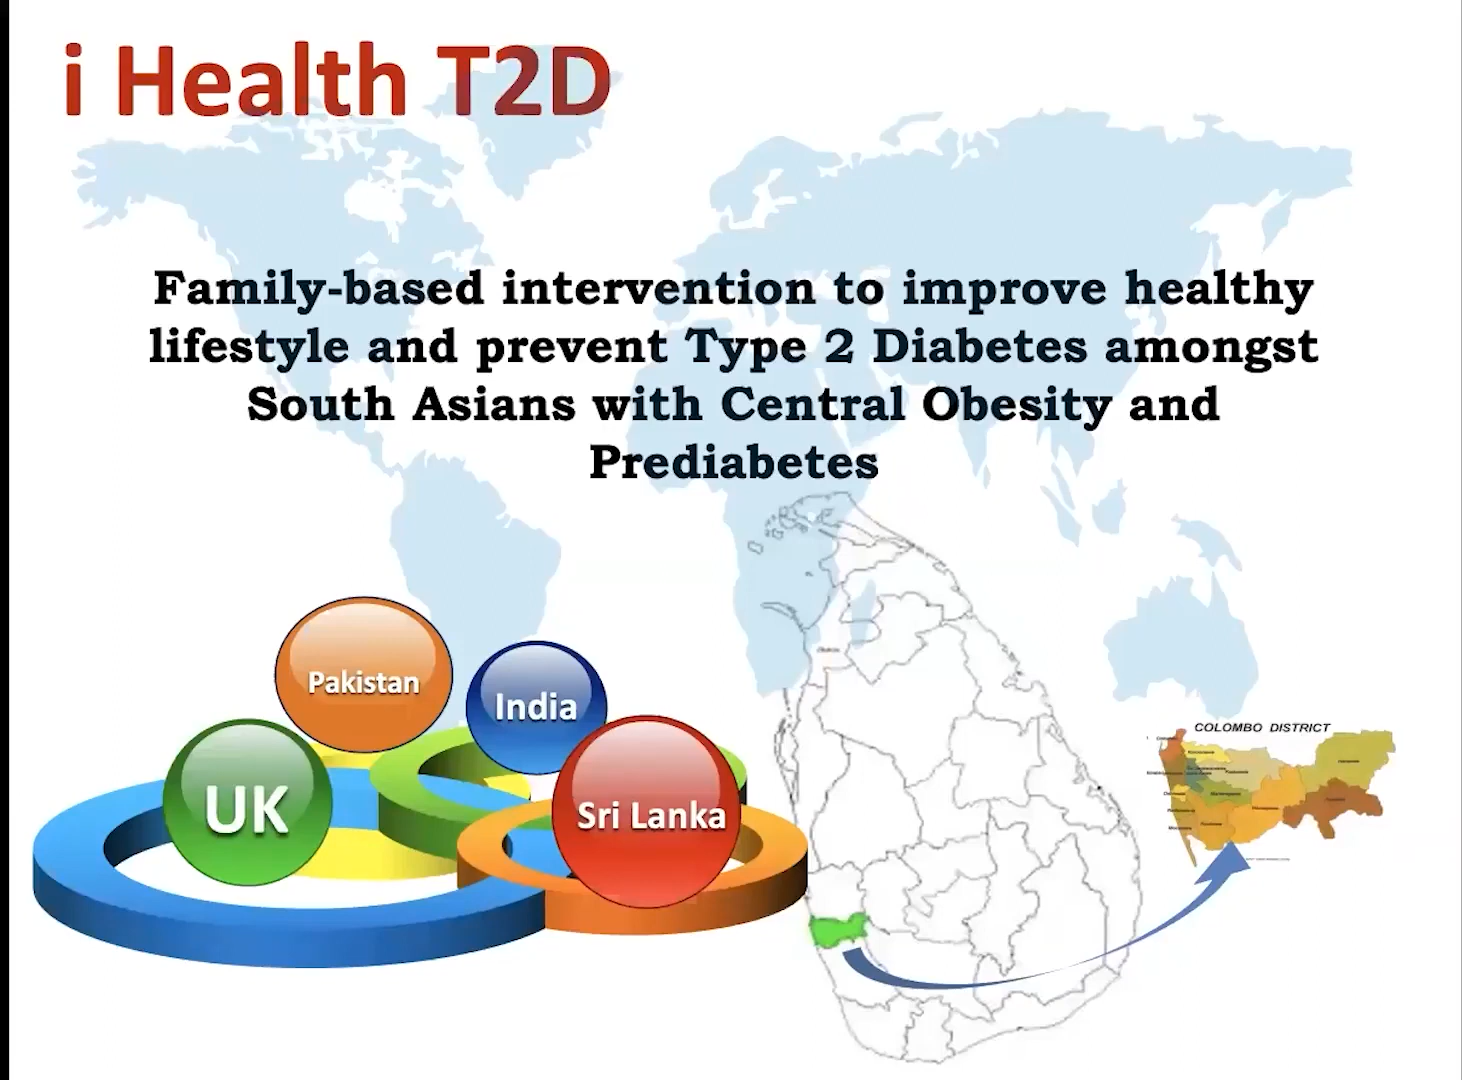 i Health T2D
Family-based intervention to improve healthy
lifestyle and prevent Type 2 Diabetes amongst
South Asians with Central Obesity and
Prediabetes
Pakistan
India
UK
Sri Lanka
COLOMBO DISTRICT